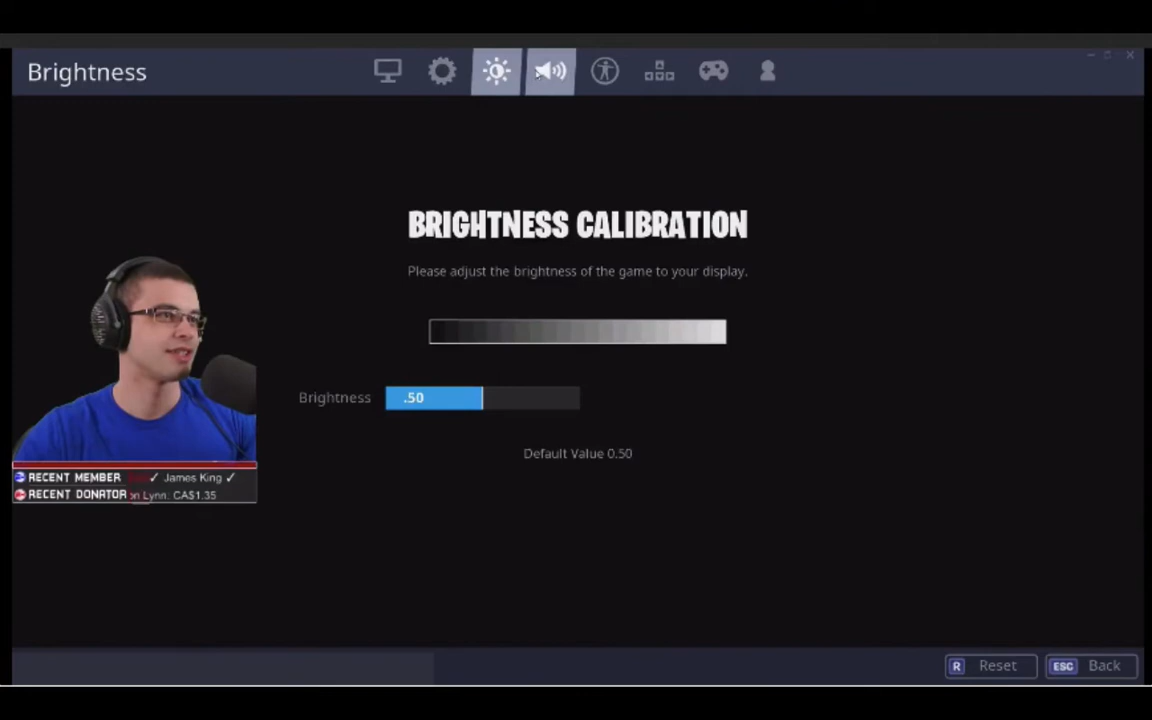 Brightness
BRIGHTNESS CALIBRATION
Please adjust the brightness of the game to your display.
Brightness .50
Default Value 0.50
RECENT MEMBER ✓ James King ✓
RECENT DONATOR Lynn: CA$1.35
R Reset ESC Back